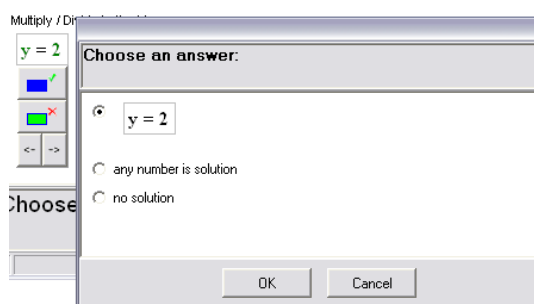 Multiply / Di
y = 2
Choose an answer:
y = 2
any number is solution
no solution
<- ->
Choose
OK Cancel